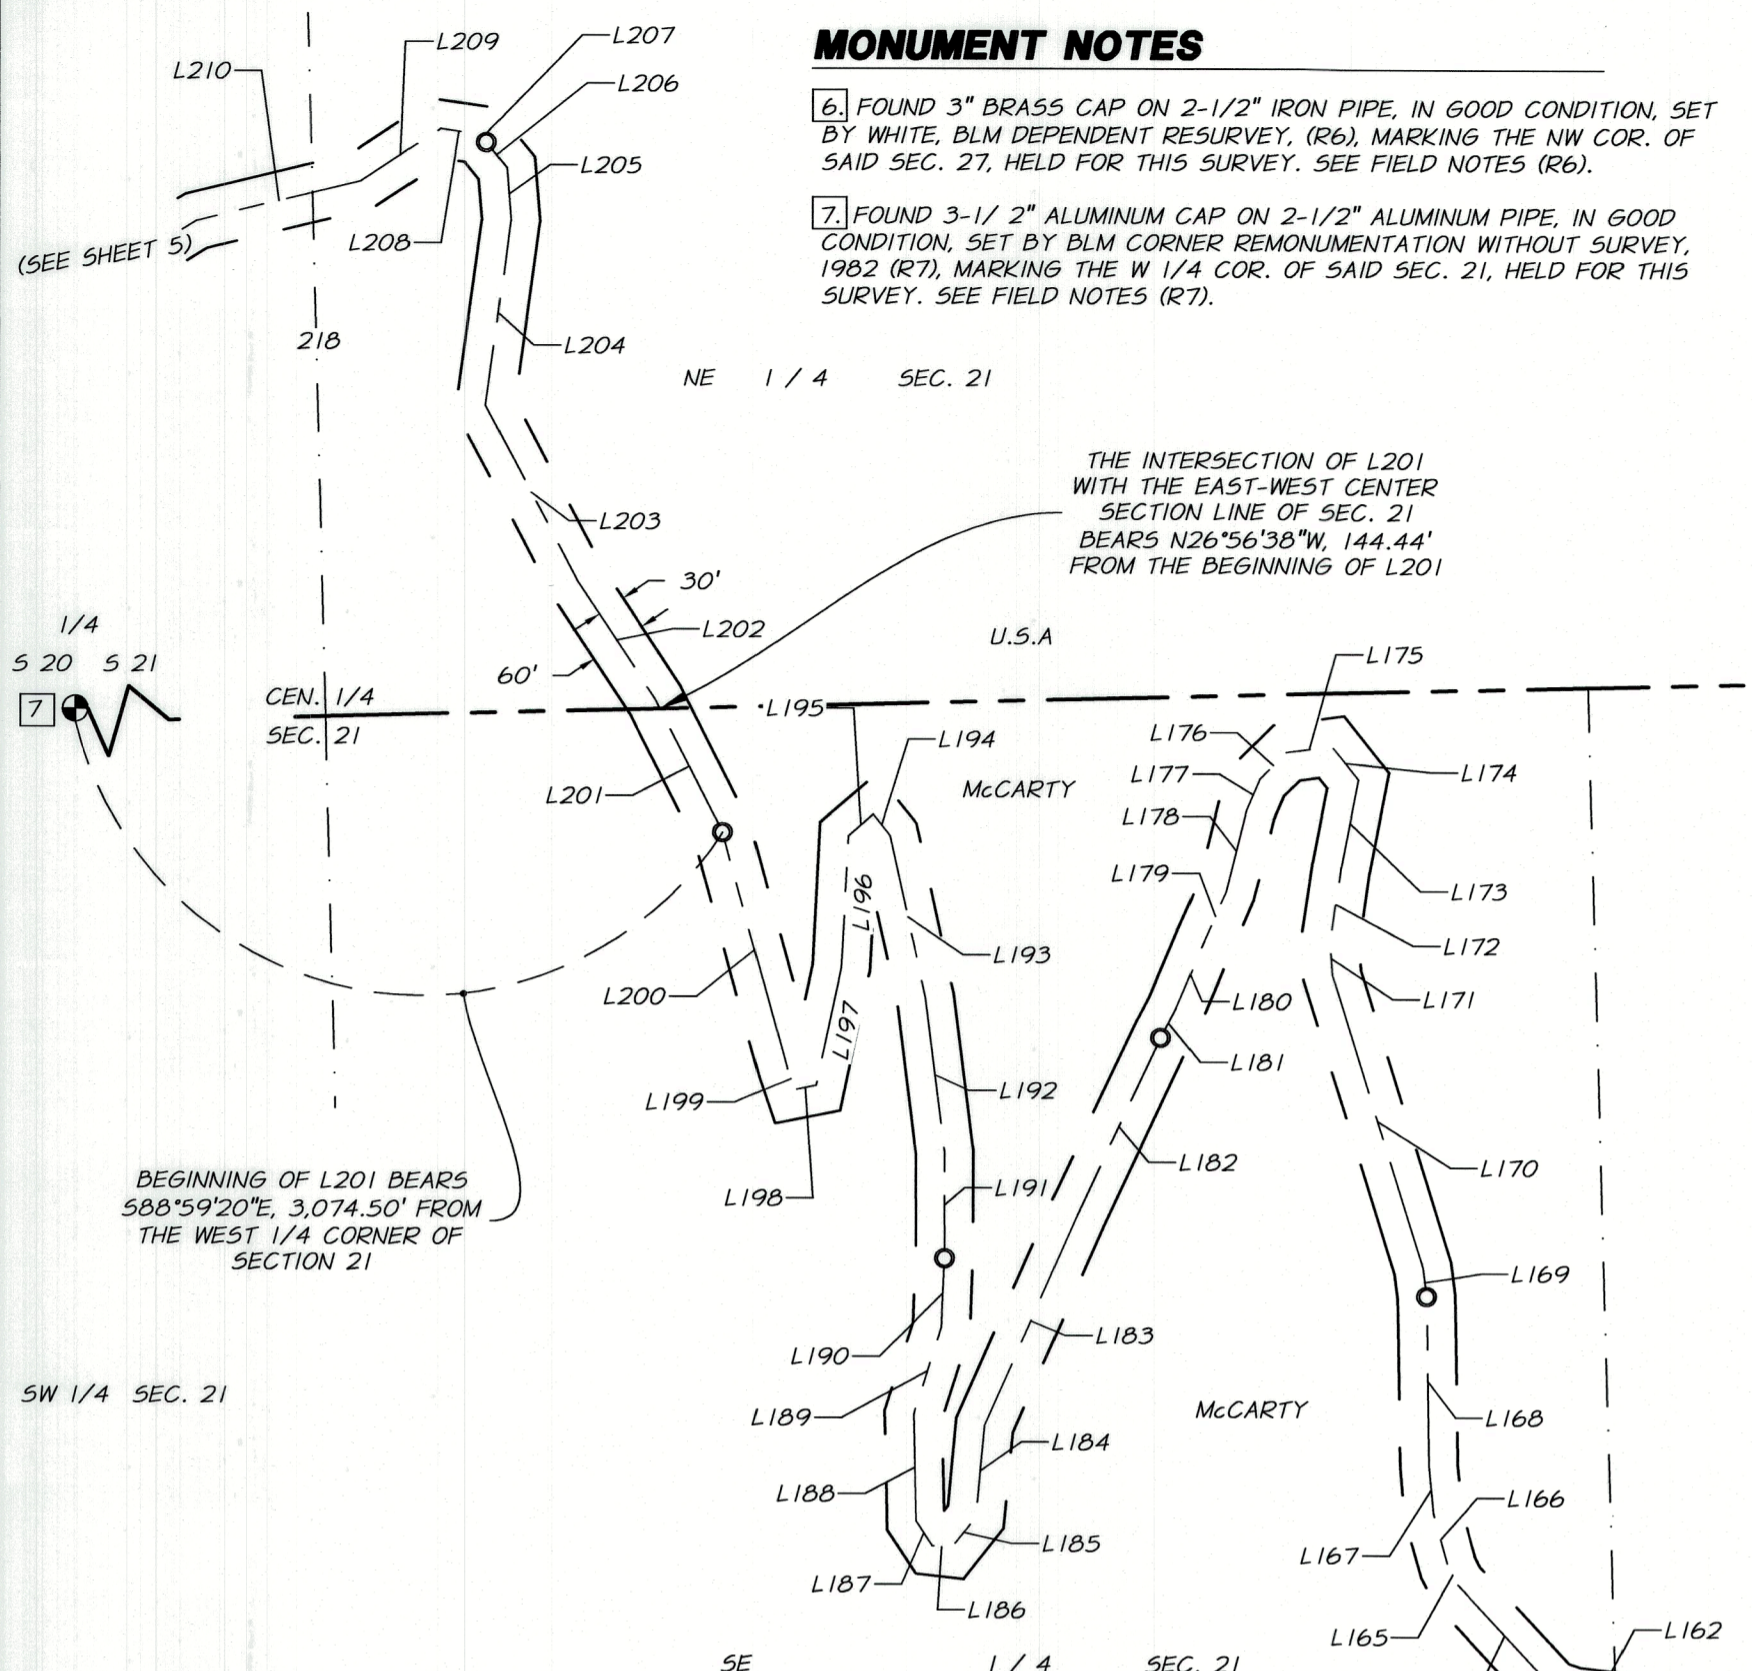 MONUMENT NOTES
6. FOUND 3" BRASS CAP ON 2-1/2" IRON PIPE, IN GOOD CONDITION, SET
BY WHITE, BLM DEPENDENT RESURVEY, (R6), MARKING THE NW COR. OF
SAID SEC. 27, HELD FOR THIS SURVEY. SEE FIELD NOTES (R6).
7. FOUND 3-1/ 2" ALUMINUM CAP ON 2-1/2" ALUMINUM PIPE, IN GOOD
CONDITION, SET BY BLM CORNER REMONUMENTATION WITHOUT SURVEY,
1982 (R7), MARKING THE W 1/4 COR. OF SAID SEC. 21, HELD FOR THIS
SURVEY. SEE FIELD NOTES (R7).
L210
L209
L207
L206
L205
L208
(SEE SHEET 5)
218
L204
NE 1 / 4 SEC. 21
THE INTERSECTION OF L201
WITH THE EAST-WEST CENTER
SECTION LINE OF SEC. 21
BEARS N26°56'38"W, 144.44'
FROM THE BEGINNING OF L201
L203
30'
L202
60'
U.S.A
1/4
S 20 S 21
7
CEN. 1/4
SEC. 21
L195
L194
L175
L176
L177
L174
L178
L201
McCARTY
L179
L173
L196
L193
L172
L200
L197
L180
L171
L181
L199
L192
L198
L191
L182
L170
BEGINNING OF L201 BEARS
S88°59'20"E, 3,074.50' FROM
THE WEST 1/4 CORNER OF
SECTION 21
L169
L190
L183
SW 1/4 SEC. 21
L189
McCARTY
L168
L184
L188
L166
L185
L167
L187
L186
L165
L162
SE 1 / 4 SEC. 21